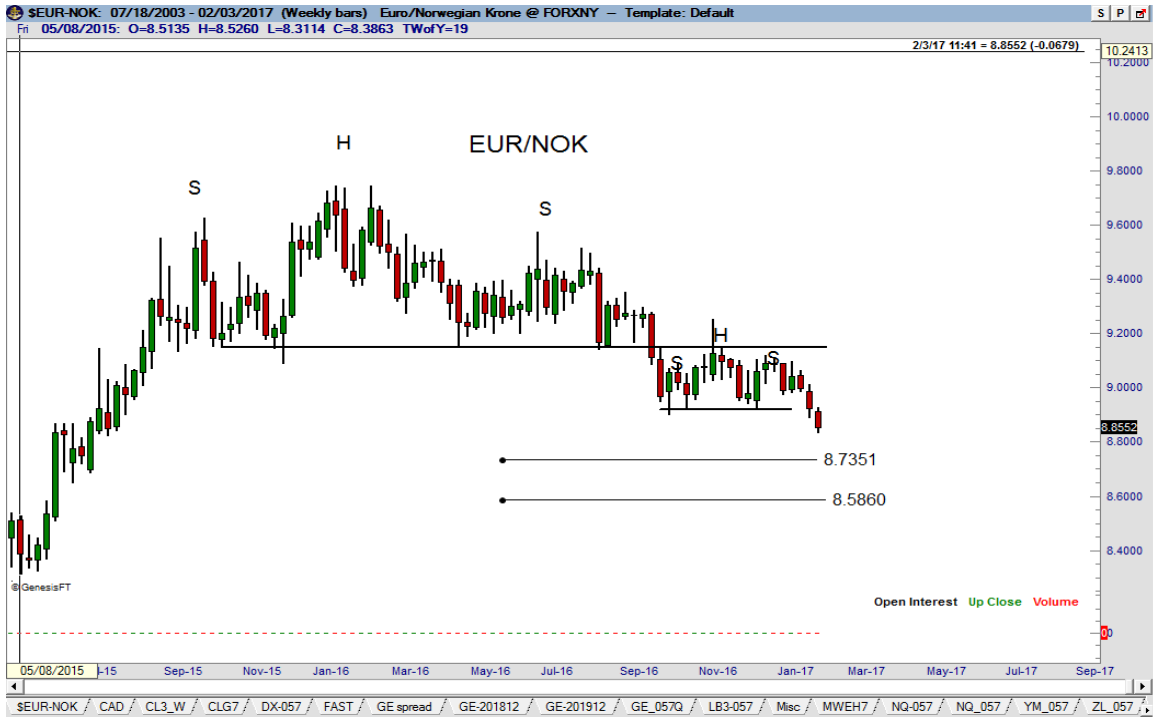 $EUR-NOK: 07/18/2003 - 02/03/2017 (Weekly bars) Euro/Norwegian Krone @ FORXNY - Template: Default
S P
Fri 05/08/2015: O=8.5135 H=8.5260 L=8.3114 C=8.3863 TWofY=19
2/3/17 11:41 = 8.8552 (-0.0679)
10.2413
10.2000
10.0000
H
EUR/NOK
9.8000
S
S
9.6000
9.4000
9.2000
H
S
S
9.0000
8.8552
8.8000
8.7351
8.6000
8.5860
8.4000
© GenesisFT
Open Interest Up Close Volume
0
05/08/2015 l-15 Sep-15 Nov-15 Jan-16 Mar-16 May-16 Jul-16 Sep-16 Nov-16 Jan-17 Mar-17 May-17 Jul-17 Sep-17
$EUR-NOK CAD CL3_W CLG7 DX-057 FAST GE spread GE-201812 GE-201912 GE_057Q LB3-057 Misc MWEH7 NQ-057 NQ_057 YM_057 ZL_057